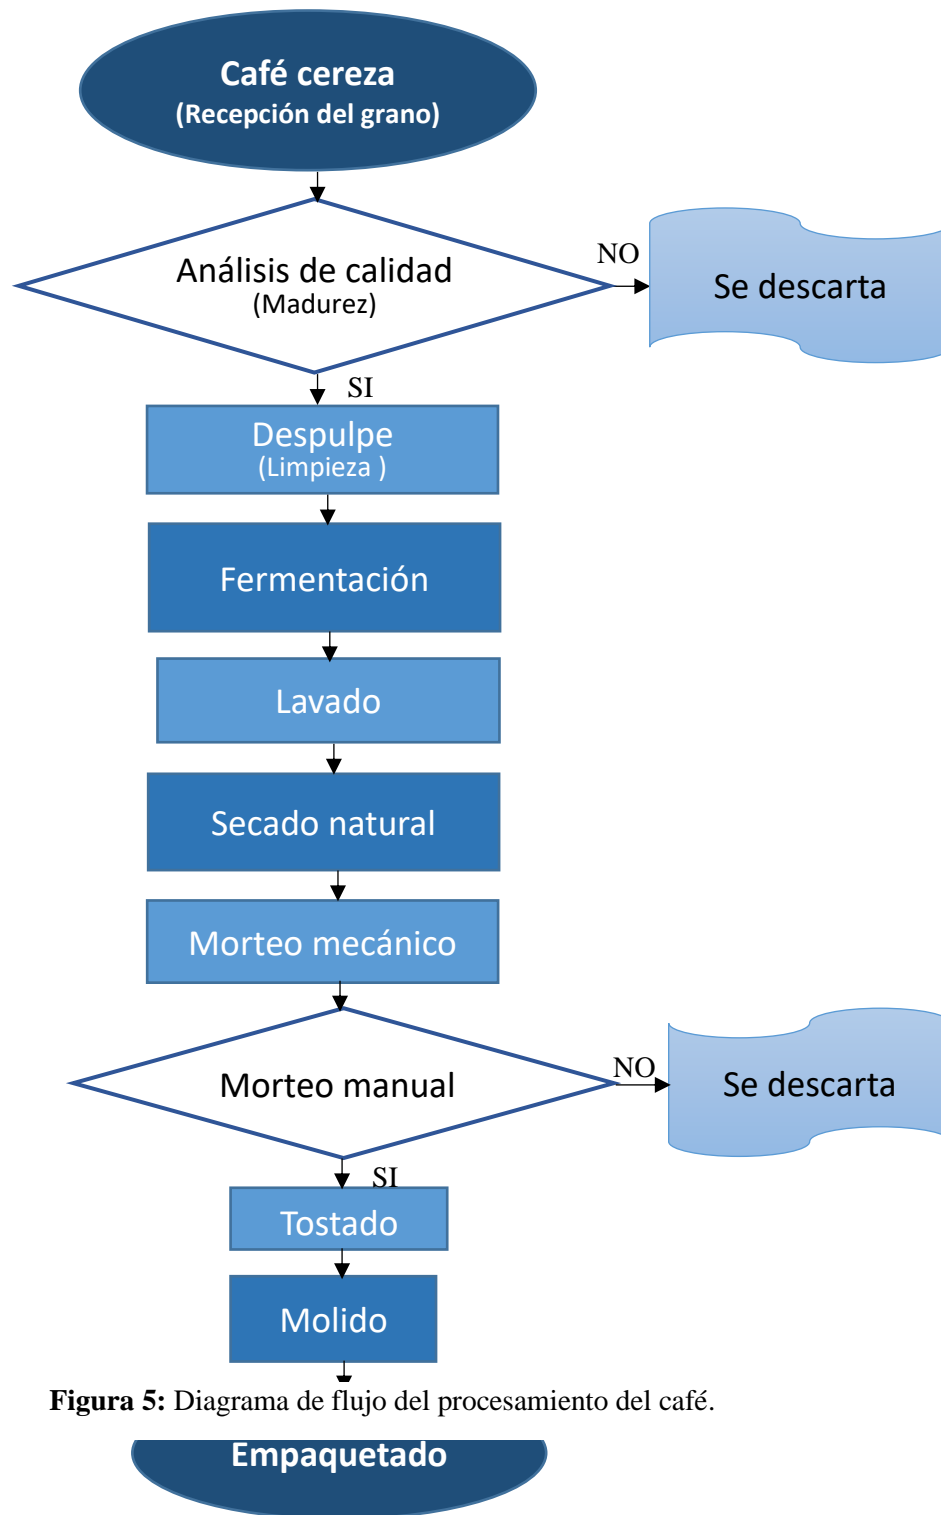 Café cereza
(Recepción del grano)
Análisis de calidad
(Madurez)
NO
Se descarta
SI
Despulpe
(Limpieza )
Fermentación
Lavado
Secado natural
Morteo mecánico
Morteo manual
NO
Se descarta
SI
Tostado
Molido
Figura 5: Diagrama de flujo del procesamiento del café.
Empaquetado